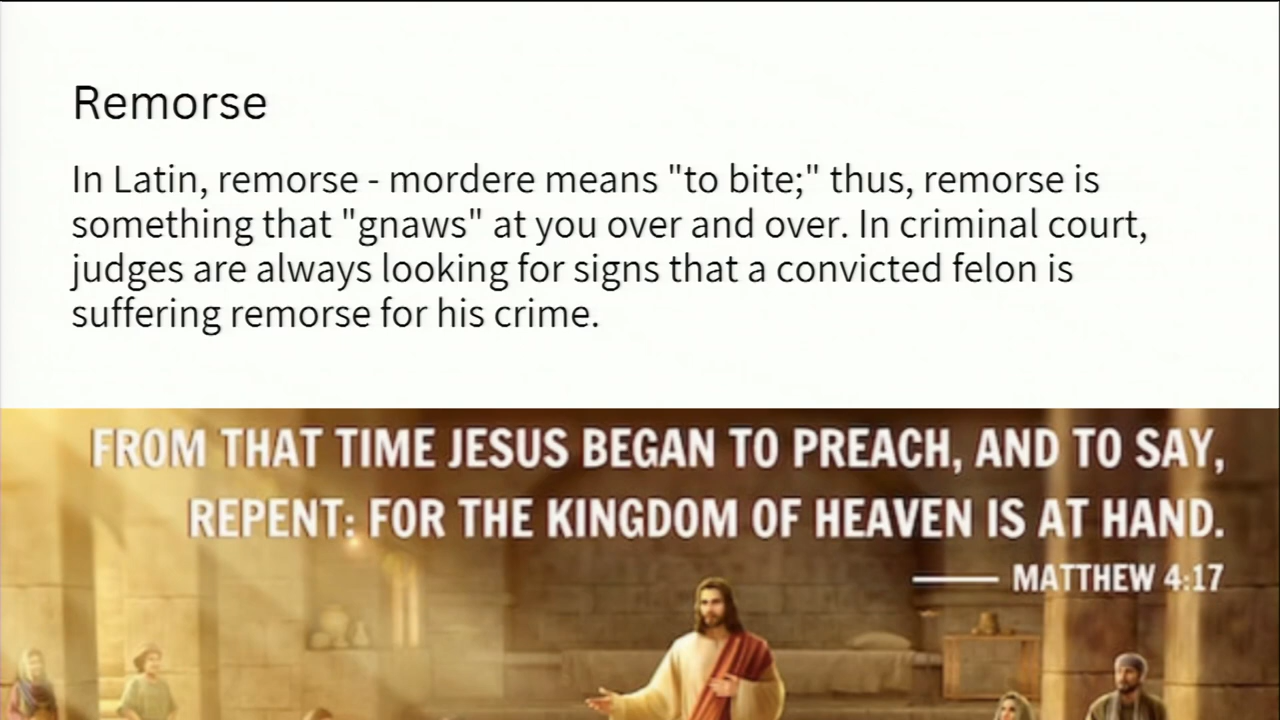 Remorse
In Latin, remorse - mordere means "to bite;" thus, remorse is
something that "gnaws" at you over and over. In criminal court,
judges are always looking for signs that a convicted felon is
suffering remorse for his crime.
FROM THAT TIME JESUS BEGAN TO PREACH, AND TO SAY,
REPENT: FOR THE KINGDOM OF HEAVEN IS AT HAND.
—— MATTHEW 4:17